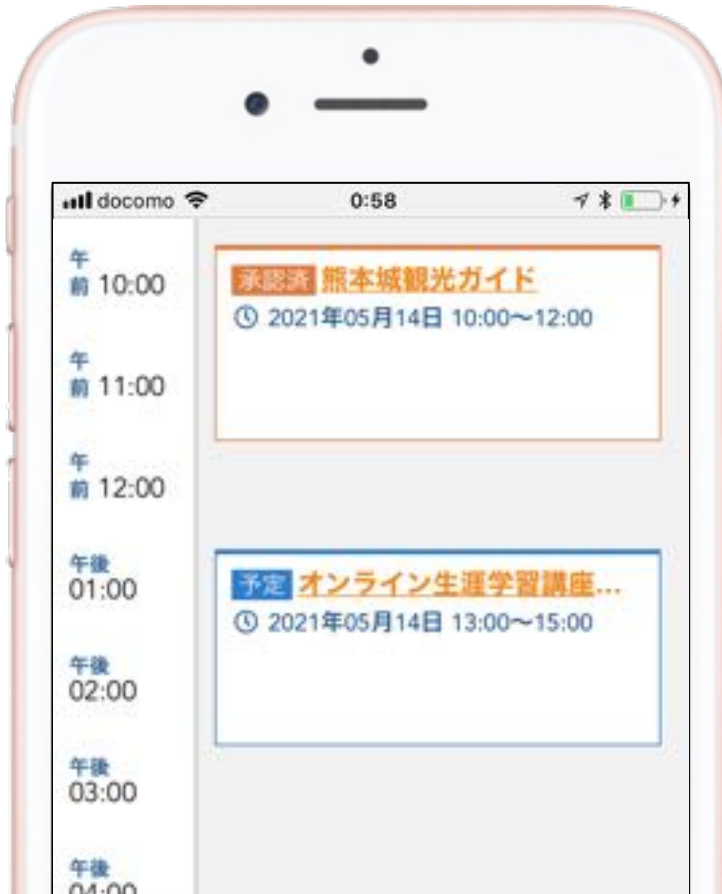 docomo 0:58
午
前 10:00
承認済 熊本城観光ガイド
2021年05月14日 10:00～12:00
午
前 11:00
午
前 12:00
午後
01:00
予定 オンライン生涯学習講座...
2021年05月14日 13:00～15:00
午後
02:00
午後
03:00
午後
04:00